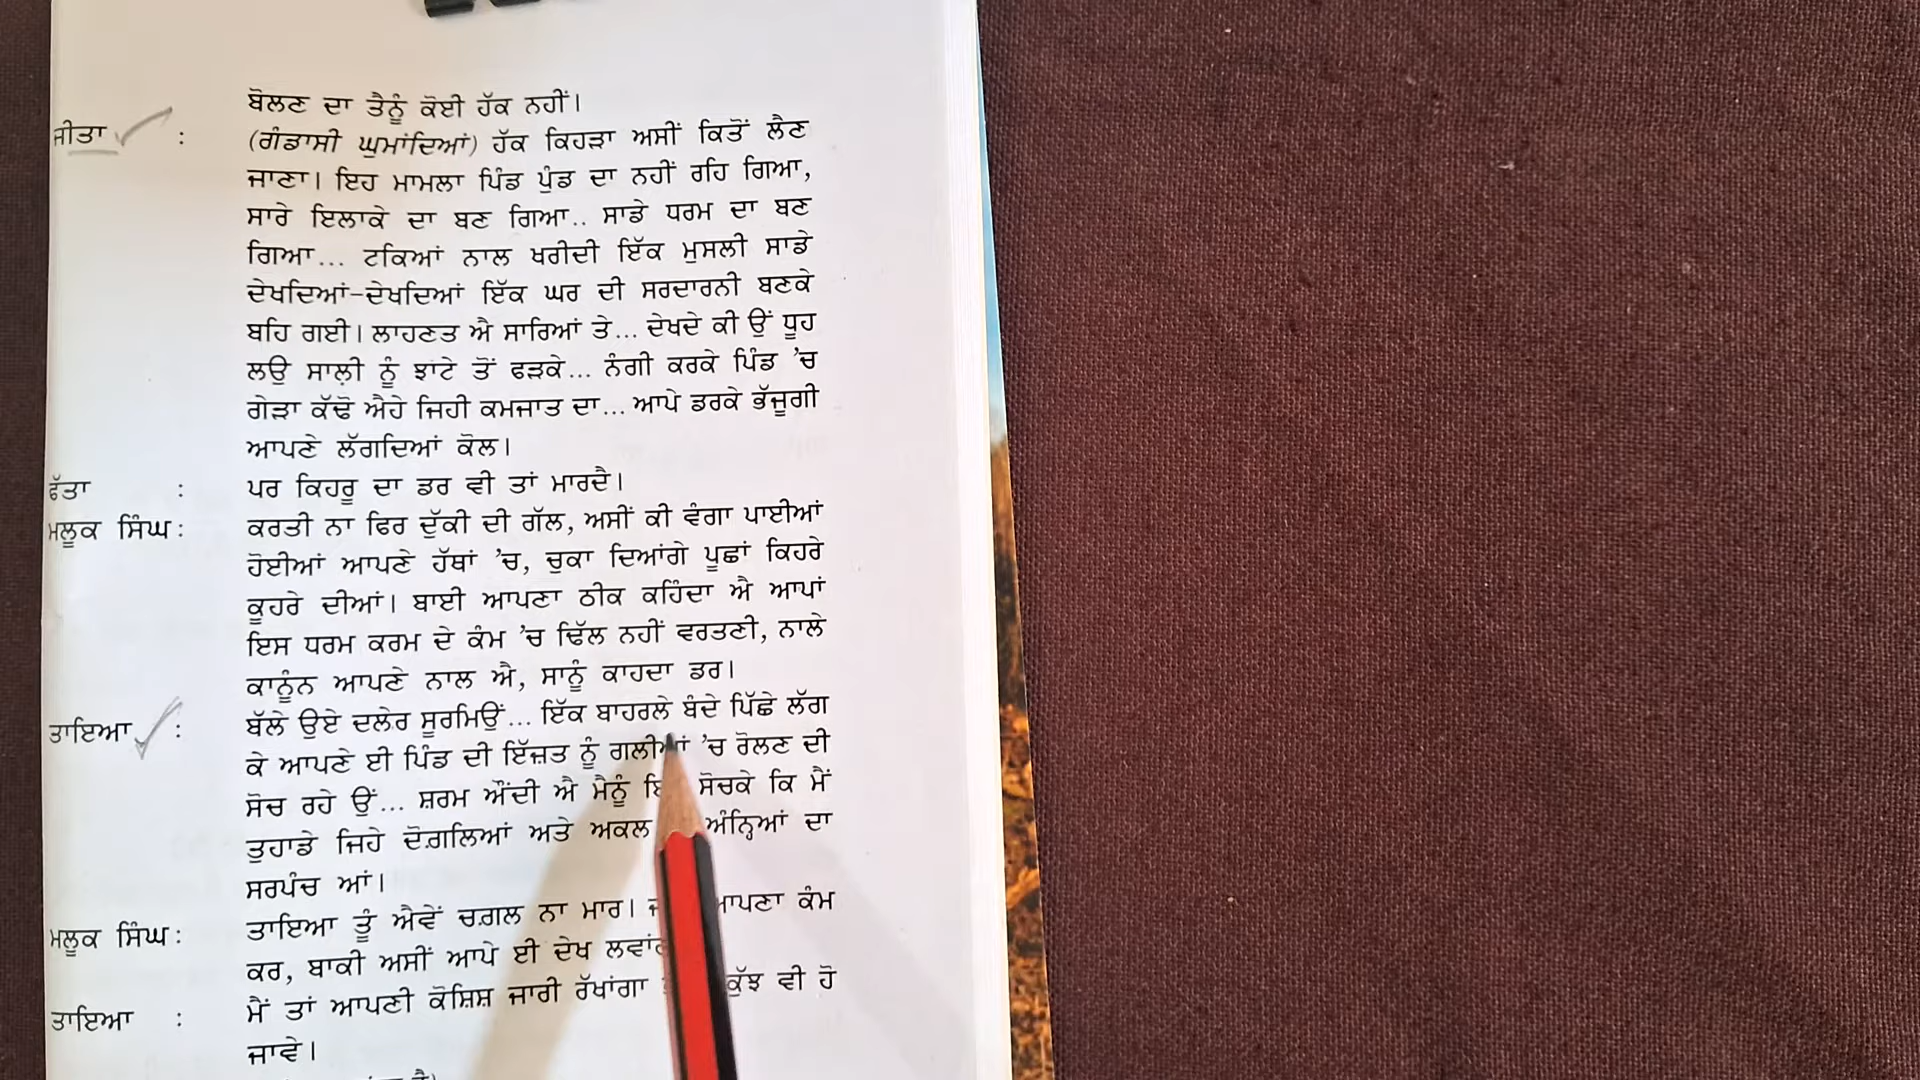 ਬੋਲਣ ਦਾ ਤੈਨੂੰ ਕੋਈ ਹੱਕ ਨਹੀਂ।
ਜੀਤਾ : (ਗੰਡਾਸੀ ਘੁਮਾਂਦਿਆਂ) ਹੱਕ ਕਿਹੜਾ ਅਸੀਂ ਕਿਤੋਂ ਲੈਣ
ਜਾਣਾ। ਇਹ ਮਾਮਲਾ ਪਿੰਡ ਪੁੰਡ ਦਾ ਨਹੀਂ ਰਹਿ ਗਿਆ,
ਸਾਰੇ ਇਲਾਕੇ ਦਾ ਬਣ ਗਿਆ.. ਸਾਡੇ ਧਰਮ ਦਾ ਬਣ
ਗਿਆ... ਟਕਿਆਂ ਨਾਲ ਖਰੀਦੀ ਇੱਕ ਮੁਸਲੀ ਸਾਡੇ
ਦੇਖਦਿਆਂ-ਦੇਖਦਿਆਂ ਇੱਕ ਘਰ ਦੀ ਸਰਦਾਰਨੀ ਬਣਕੇ
ਬਹਿ ਗਈ। ਲਾਹਣਤ ਐ ਸਾਰਿਆਂ ਤੇ... ਦੇਖਦੇ ਕੀ ਉਂ ਧੂਹ
ਲਉ ਸਾਲ਼ੀ ਨੂੰ ਝਾਂਟੇ ਤੋਂ ਫੜਕੇ... ਨੰਗੀ ਕਰਕੇ ਪਿੰਡ ’ਚ
ਗੇੜਾ ਕੱਢੋ ਐਹੇ ਜਿਹੀ ਕਮਜਾਤ ਦਾ... ਆਪੇ ਡਰਕੇ ਭੱਜੂਗੀ
ਆਪਣੇ ਲੱਗਦਿਆਂ ਕੋਲ।
ਫੱਤਾ : ਪਰ ਕਿਹਰੂ ਦਾ ਡਰ ਵੀ ਤਾਂ ਮਾਰਦੈ।
ਮਲੂਕ ਸਿੰਘ : ਕਰਤੀ ਨਾ ਫਿਰ ਦੁੱਕੀ ਦੀ ਗੱਲ, ਅਸੀਂ ਕੀ ਵੰਗਾ ਪਾਈਆਂ
ਹੋਈਆਂ ਆਪਣੇ ਹੱਥਾਂ ’ਚ, ਚੁਕਾ ਦਿਆਂਗੇ ਪੂਛਾਂ ਕਿਹਰੇ
ਕੂਹਰੇ ਦੀਆਂ। ਬਾਈ ਆਪਣਾ ਠੀਕ ਕਹਿੰਦਾ ਐ ਆਪਾਂ
ਇਸ ਧਰਮ ਕਰਮ ਦੇ ਕੰਮ ’ਚ ਢਿੱਲ ਨਹੀਂ ਵਰਤਣੀ, ਨਾਲੇ
ਕਾਨੂੰਨ ਆਪਣੇ ਨਾਲ ਐ, ਸਾਨੂੰ ਕਾਹਦਾ ਡਰ।
ਤਾਇਆ : ਬੱਲੇ ਉਏ ਦਲੇਰ ਸੂਰਮਿਉਂ... ਇੱਕ ਬਾਹਰਲੇ ਬੰਦੇ ਪਿੱਛੇ ਲੱਗ
ਕੇ ਆਪਣੇ ਈ ਪਿੰਡ ਦੀ ਇੱਜ਼ਤ ਨੂੰ ਗਲੀਆਂ ’ਚ ਰੋਲਣ ਦੀ
ਸੋਚ ਰਹੇ ਉਂ... ਸ਼ਰਮ ਔਂਦੀ ਐ ਮੈਨੂੰ ਸੋਚਕੇ ਕਿ ਮੈਂ
ਤੁਹਾਡੇ ਜਿਹੇ ਦੋਗ਼ਲਿਆਂ ਅਤੇ ਅਕਲ ਅੰਨ੍ਹਿਆਂ ਦਾ
ਸਰਪੰਚ ਆਂ।
ਮਲੂਕ ਸਿੰਘ : ਤਾਇਆ ਤੂੰ ਐਵੇਂ ਚਗ਼ਲ ਨਾ ਮਾਰ। ਆਪਣਾ ਕੰਮ
ਕਰ, ਬਾਕੀ ਅਸੀਂ ਆਪੇ ਈ ਦੇਖ
ਤਾਇਆ : ਮੈਂ ਤਾਂ ਆਪਣੀ ਕੋਸ਼ਿਸ਼ ਜਾਰੀ ਰੱਖਾਂਗਾ ਕੁੱਝ ਵੀ ਹੋ
ਜਾਵੇ।